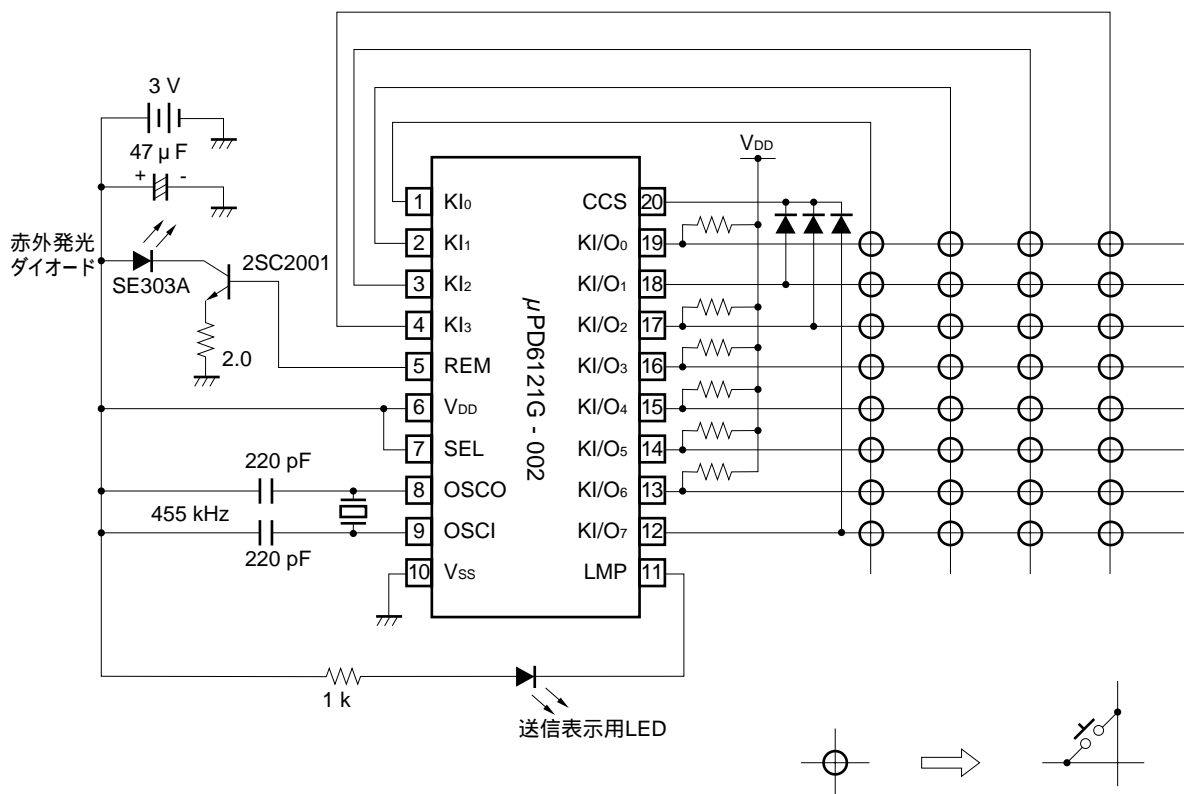 3 V
47 μF
+ -
赤外発光
ダイオード
SE303A
2SC2001
2.0
220 pF
455 kHz
220 pF
1 k
送信表示用LED
μPD6121G - 002
1 KI0
2 KI1
3 KI2
4 KI3
5 REM
6 VDD
7 SEL
8 OSCO
9 OSCI
10 VSS
CCS 20
KI/O0 19
KI/O1 18
KI/O2 17
KI/O3 16
KI/O4 15
KI/O5 14
KI/O6 13
KI/O7 12
LMP 11
VDD